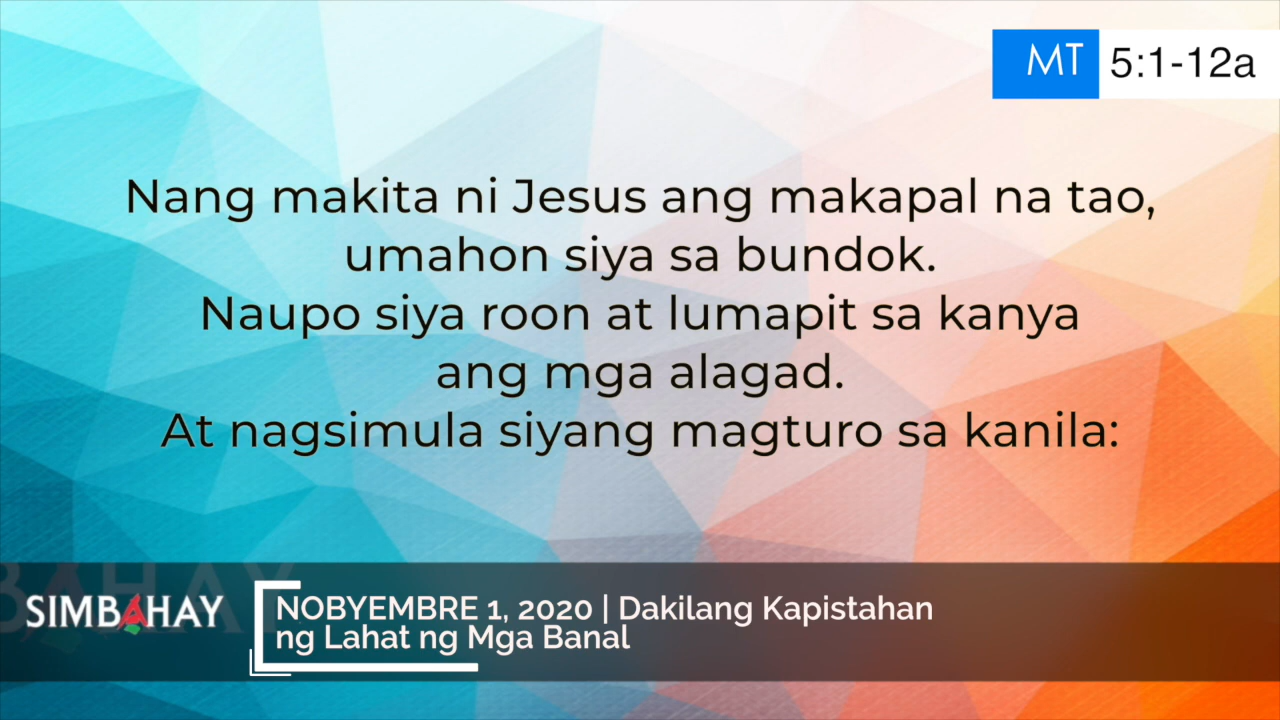 MT 5:1-12a
Nang makita ni Jesus ang makapal na tao,
umahon siya sa bundok.
Naupo siya roon at lumapit sa kanya
ang mga alagad.
At nagsimula siyang magturo sa kanila:
SIMBAHAY
NOBYEMBRE 1, 2020 | Dakilang Kapistahan
ng Lahat ng Mga Banal